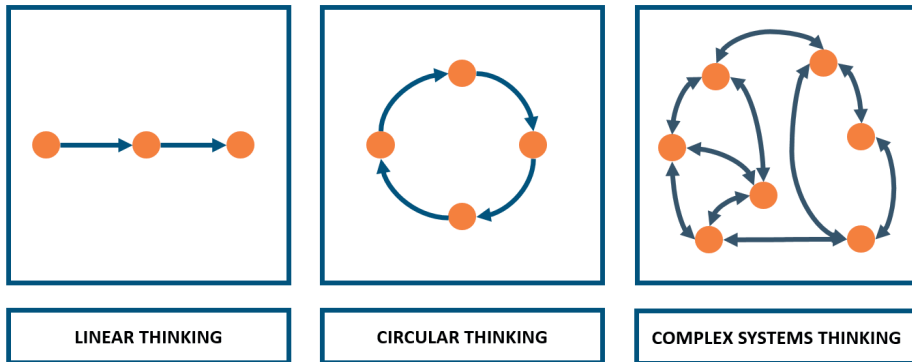 LINEAR THINKING
CIRCULAR THINKING
COMPLEX SYSTEMS THINKING